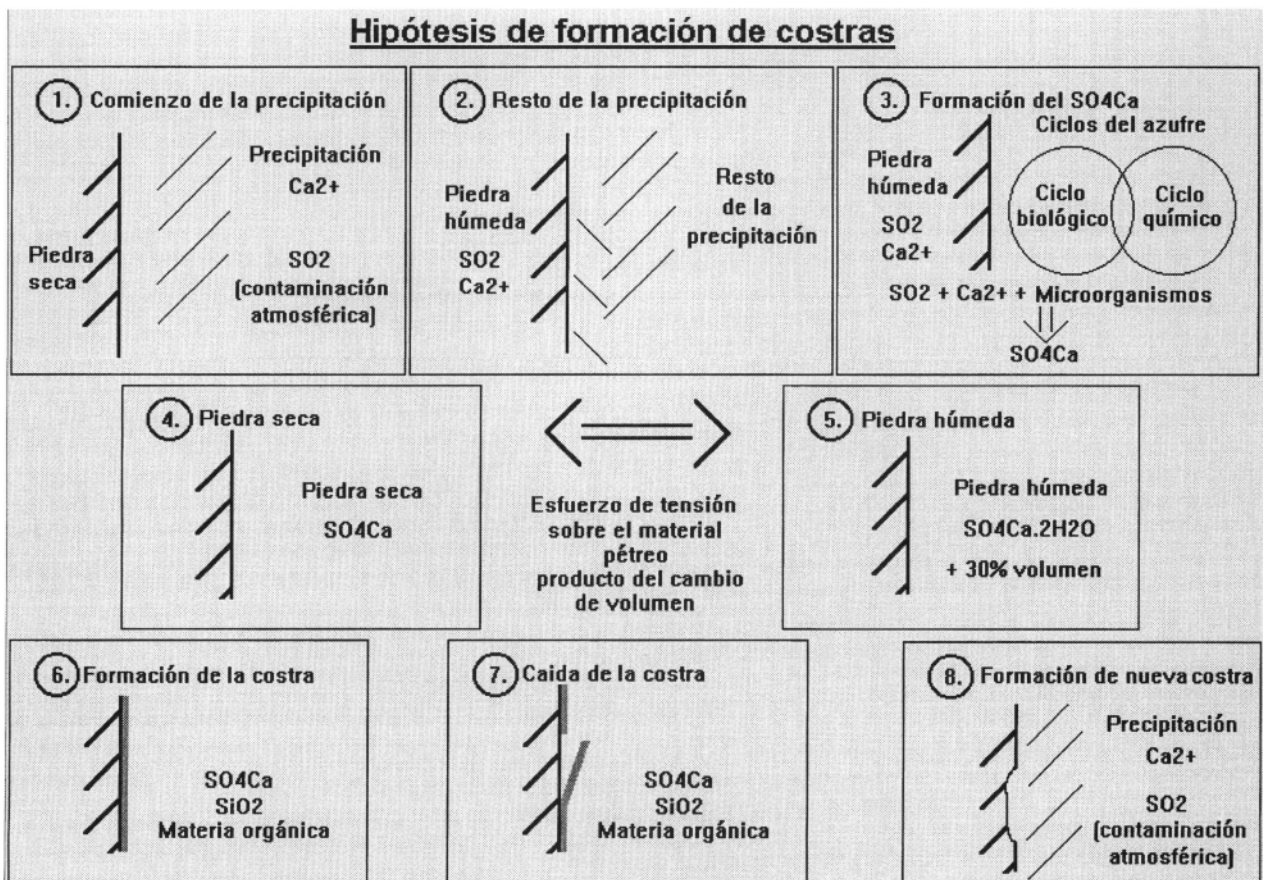 Hipótesis de formación de costras
1. Comienzo de la precipitación
Precipitación
Ca2+
Piedra
seca
SO2
(contaminación
atmosférica)
2. Resto de la precipitación
Piedra
húmeda
SO2
Ca2+
Resto
de la
precipitación
3. Formación del SO4Ca
Ciclos del azufre
Piedra
húmeda
SO2
Ca2+
Ciclo
biológico
Ciclo
químico
SO2 + Ca2+ + Microorganismos
SO4Ca
4. Piedra seca
Piedra seca
SO4Ca
Esfuerzo de tensión
sobre el material
pétreo
producto del cambio
de volumen
5. Piedra húmeda
Piedra húmeda
SO4Ca.2H2O
+ 30% volumen
6. Formación de la costra
SO4Ca
SiO2
Materia orgánica
7. Caida de la costra
SO4Ca
SiO2
Materia orgánica
8. Formación de nueva costra
Precipitación
Ca2+
SO2
(contaminación
atmosférica)